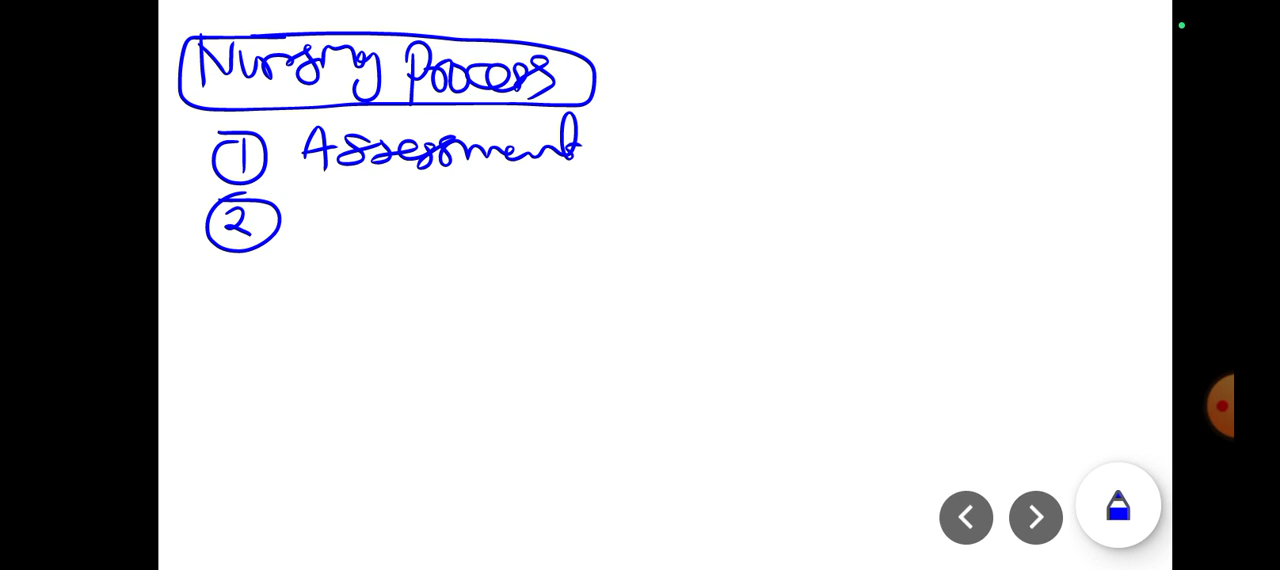 Nursing Process
① Assessment
②